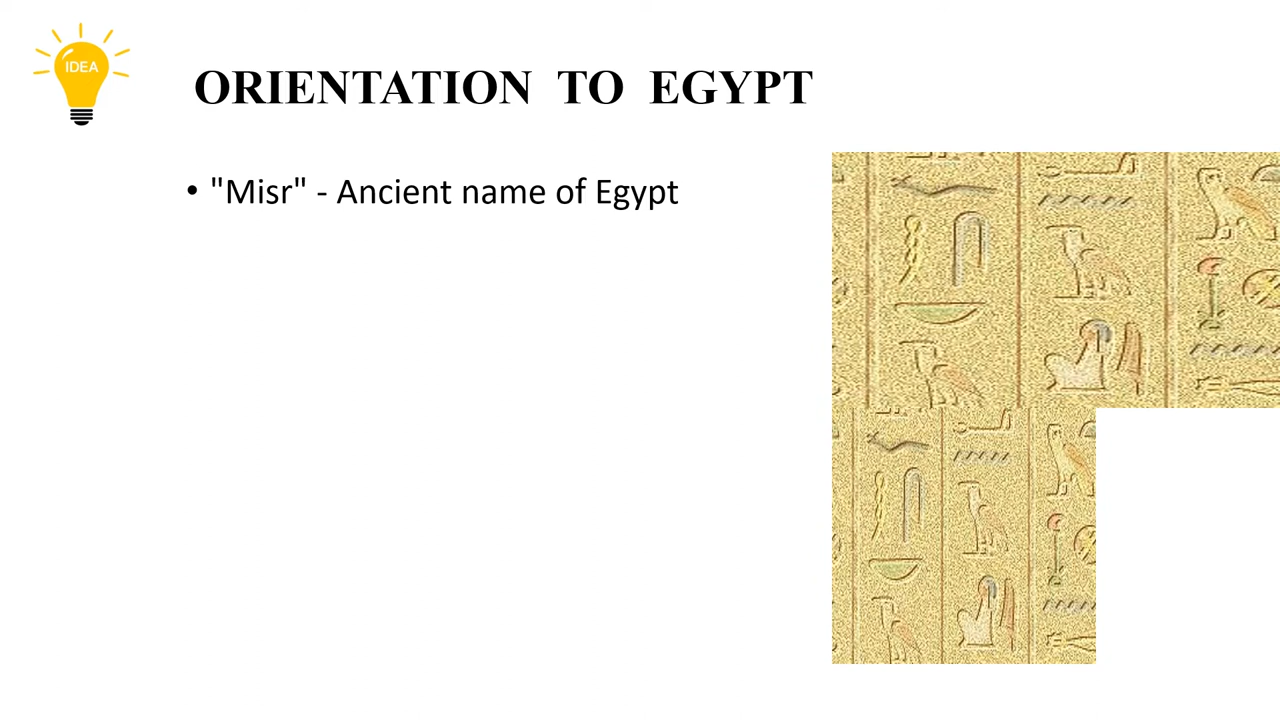 IDEA
ORIENTATION TO EGYPT
• "Misr" - Ancient name of Egypt